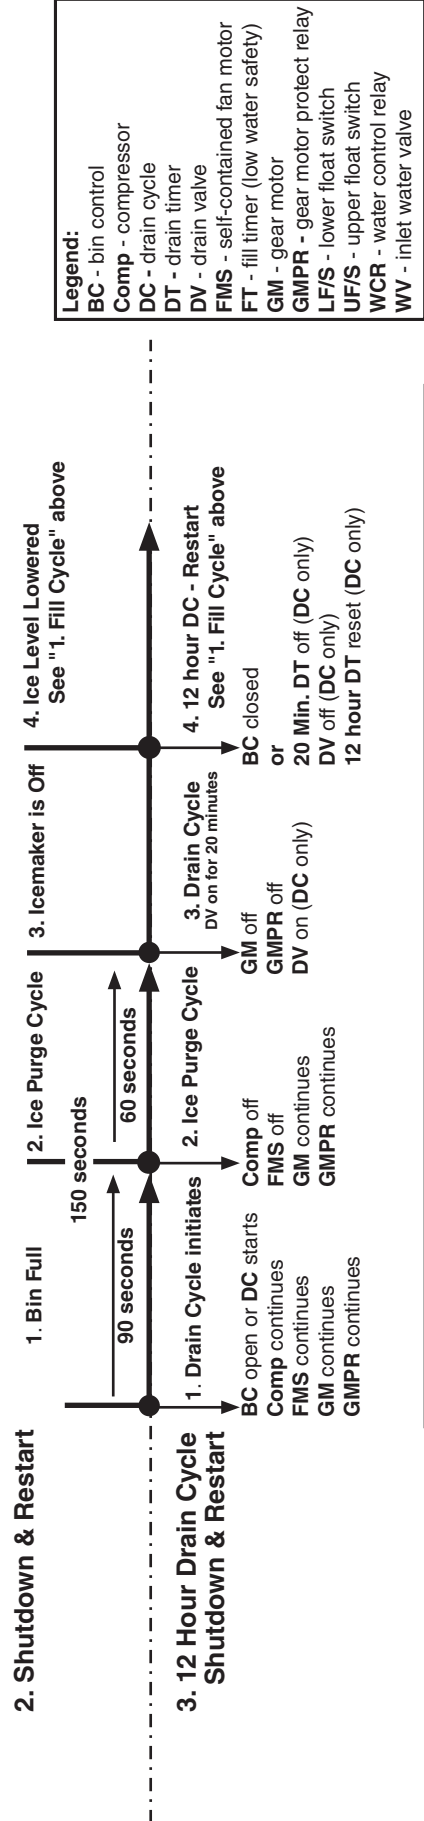 2. Shutdown & Restart
1. Bin Full
2. Ice Purge Cycle
3. Icemaker is Off
4. Ice Level Lowered
See "1. Fill Cycle" above
150 seconds
90 seconds
60 seconds
3. 12 Hour Drain Cycle
Shutdown & Restart
1. Drain Cycle initiates
2. Ice Purge Cycle
3. Drain Cycle
DV on for 20 minutes
4. 12 hour DC - Restart
See "1. Fill Cycle" above
BC open or DC starts
Comp continues
FMS continues
GM continues
GMPR continues
Comp off
FMS off
GM continues
GMPR continues
GM off
GMPR off
DV on (DC only)
BC closed
or
20 Min. DT off (DC only)
DV off (DC only)
12 hour DT reset (DC only)
Legend:
BC - bin control
Comp - compressor
DC - drain cycle
DT - drain timer
DV - drain valve
FMS - self-contained fan motor
FT - fill timer (low water safety)
GM - gear motor
GMPR - gear motor protect relay
LF/S - lower float switch
UF/S - upper float switch
WCR - water control relay
WV - inlet water valve